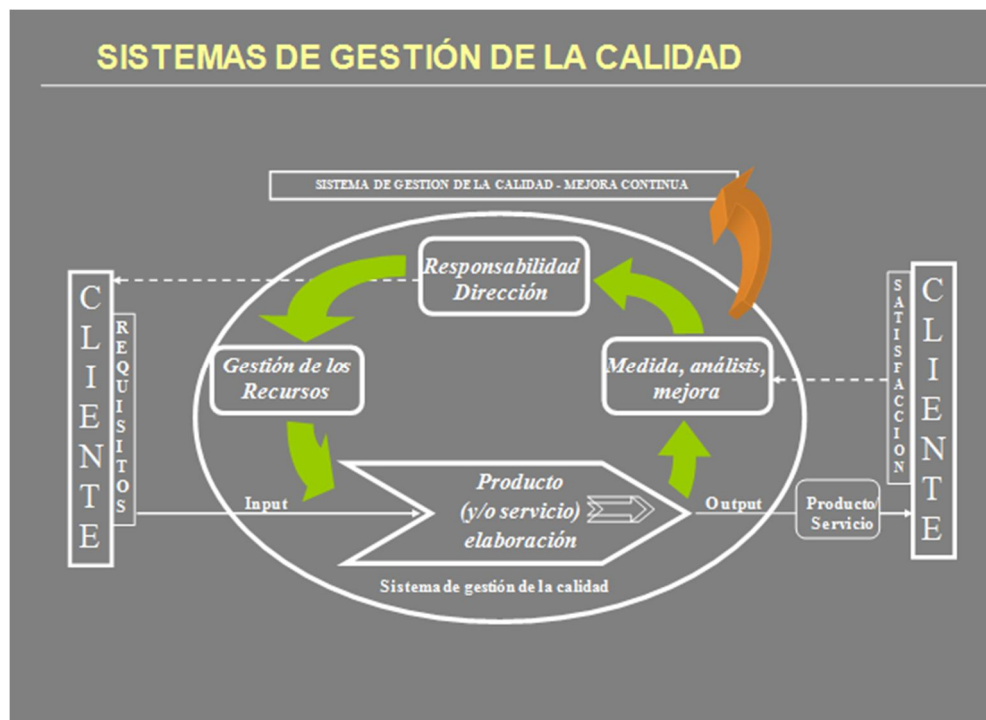 SISTEMAS DE GESTIÓN DE LA CALIDAD
SISTEMA DE GESTION DE LA CALIDAD - MEJORA CONTINUA
Responsabilidad
Dirección
CLIENTE
REQUISITOS
Gestión de los
Recursos
Medida, análisis,
mejora
SATISFACCION
CLIENTE
Input
Producto
(y/o servicio)
elaboración
Output
Producto/
Servicio
Sistema de gestión de la calidad